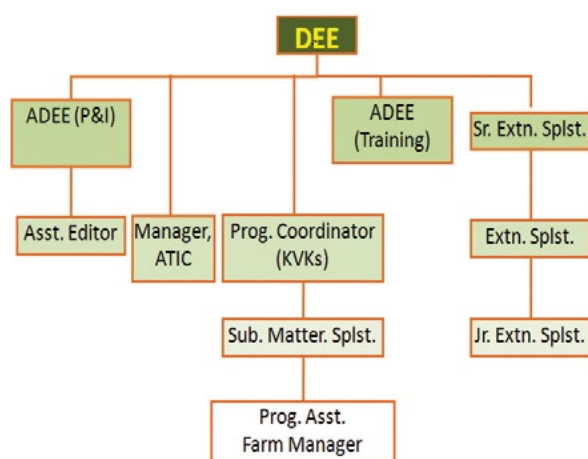 DEE
ADEE (P&I)
ADEE
(Training)
Sr. Extn. Splst.
Asst. Editor
Manager,
ATIC
Prog. Coordinator
(KVKs)
Extn. Splst.
Sub. Matter. Splst.
Jr. Extn. Splst.
Prog. Asst.
Farm Manager